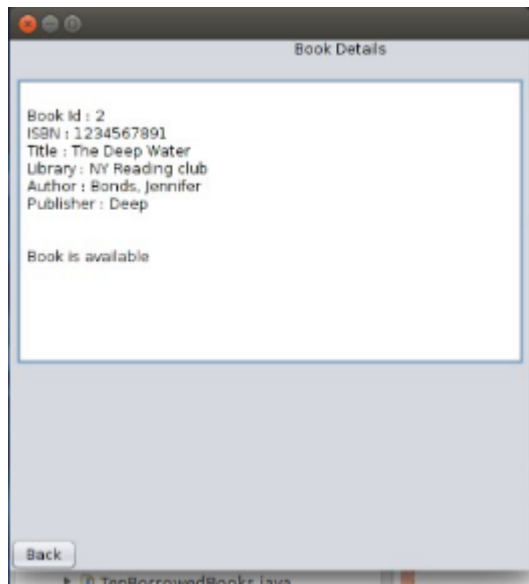 Book Details
Book Id : 2
ISBN : 1234567891
Title : The Deep Water
Library : NY Reading club
Author : Bonds, Jennifer
Publisher : Deep
Book is available
Back
TenBorrowedBooks.java